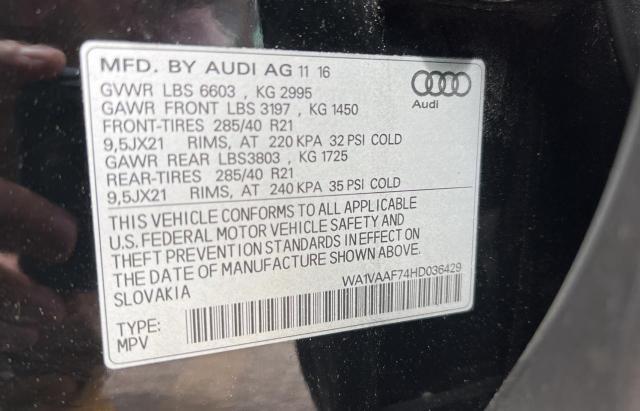 MFD. BY AUDI AG 11 16
Audi
GVWR LBS 6603 , KG 2995
GAWR FRONT LBS 3197 , KG 1450
FRONT-TIRES 285/40 R21
9,5JX21 RIMS, AT 220 KPA 32 PSI COLD
GAWR REAR LBS3803 , KG 1725
REAR-TIRES 285/40 R21
9,5JX21 RIMS, AT 240 KPA 35 PSI COLD
THIS VEHICLE CONFORMS TO ALL APPLICABLE
U.S. FEDERAL MOTOR VEHICLE SAFETY AND
THEFT PREVENTION STANDARDS IN EFFECT ON
THE DATE OF MANUFACTURE SHOWN ABOVE.
SLOVAKIA
WA1VAAF74HD036429
TYPE:
MPV